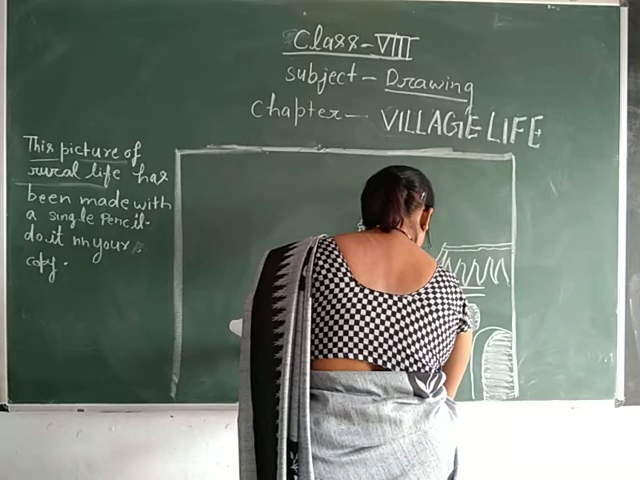 Class-VIII
subject - Drawing
chapter - VILLAGE LIFE
This picture of
rural life has
been made with
a single pencil.
do it in your
copy.